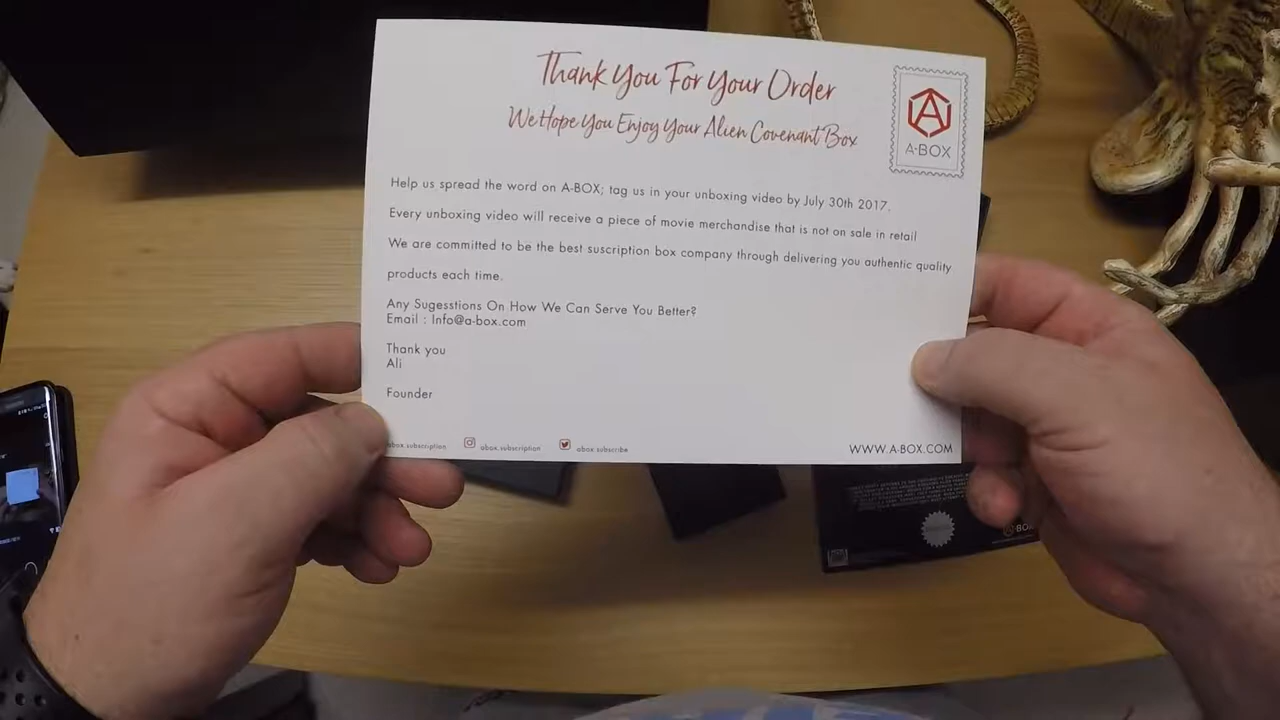 Thank You For Your Order
We Hope You Enjoy Your Alien Covenant Box
A-BOX
Help us spread the word on A-BOX; tag us in your unboxing video by July 30th 2017.
Every unboxing video will receive a piece of movie merchandise that is not on sale in retail
We are committed to be the best suscription box company through delivering you authentic quality
products each time.
Any Sugesstions On How We Can Serve You Better?
Email : Info@a-box.com
Thank you
Ali
Founder
abox.subscription abox.subscription abox.subscribe
WWW.A-BOX.COM